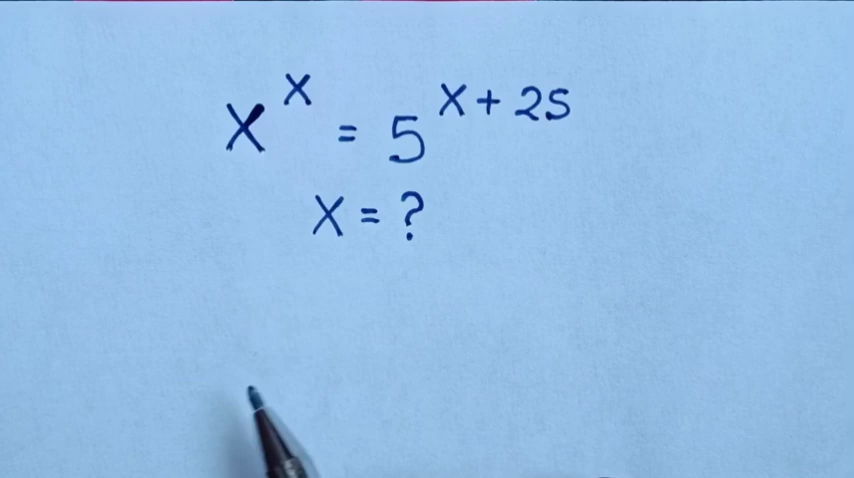 x^x = 5^(x + 25)
x = ?